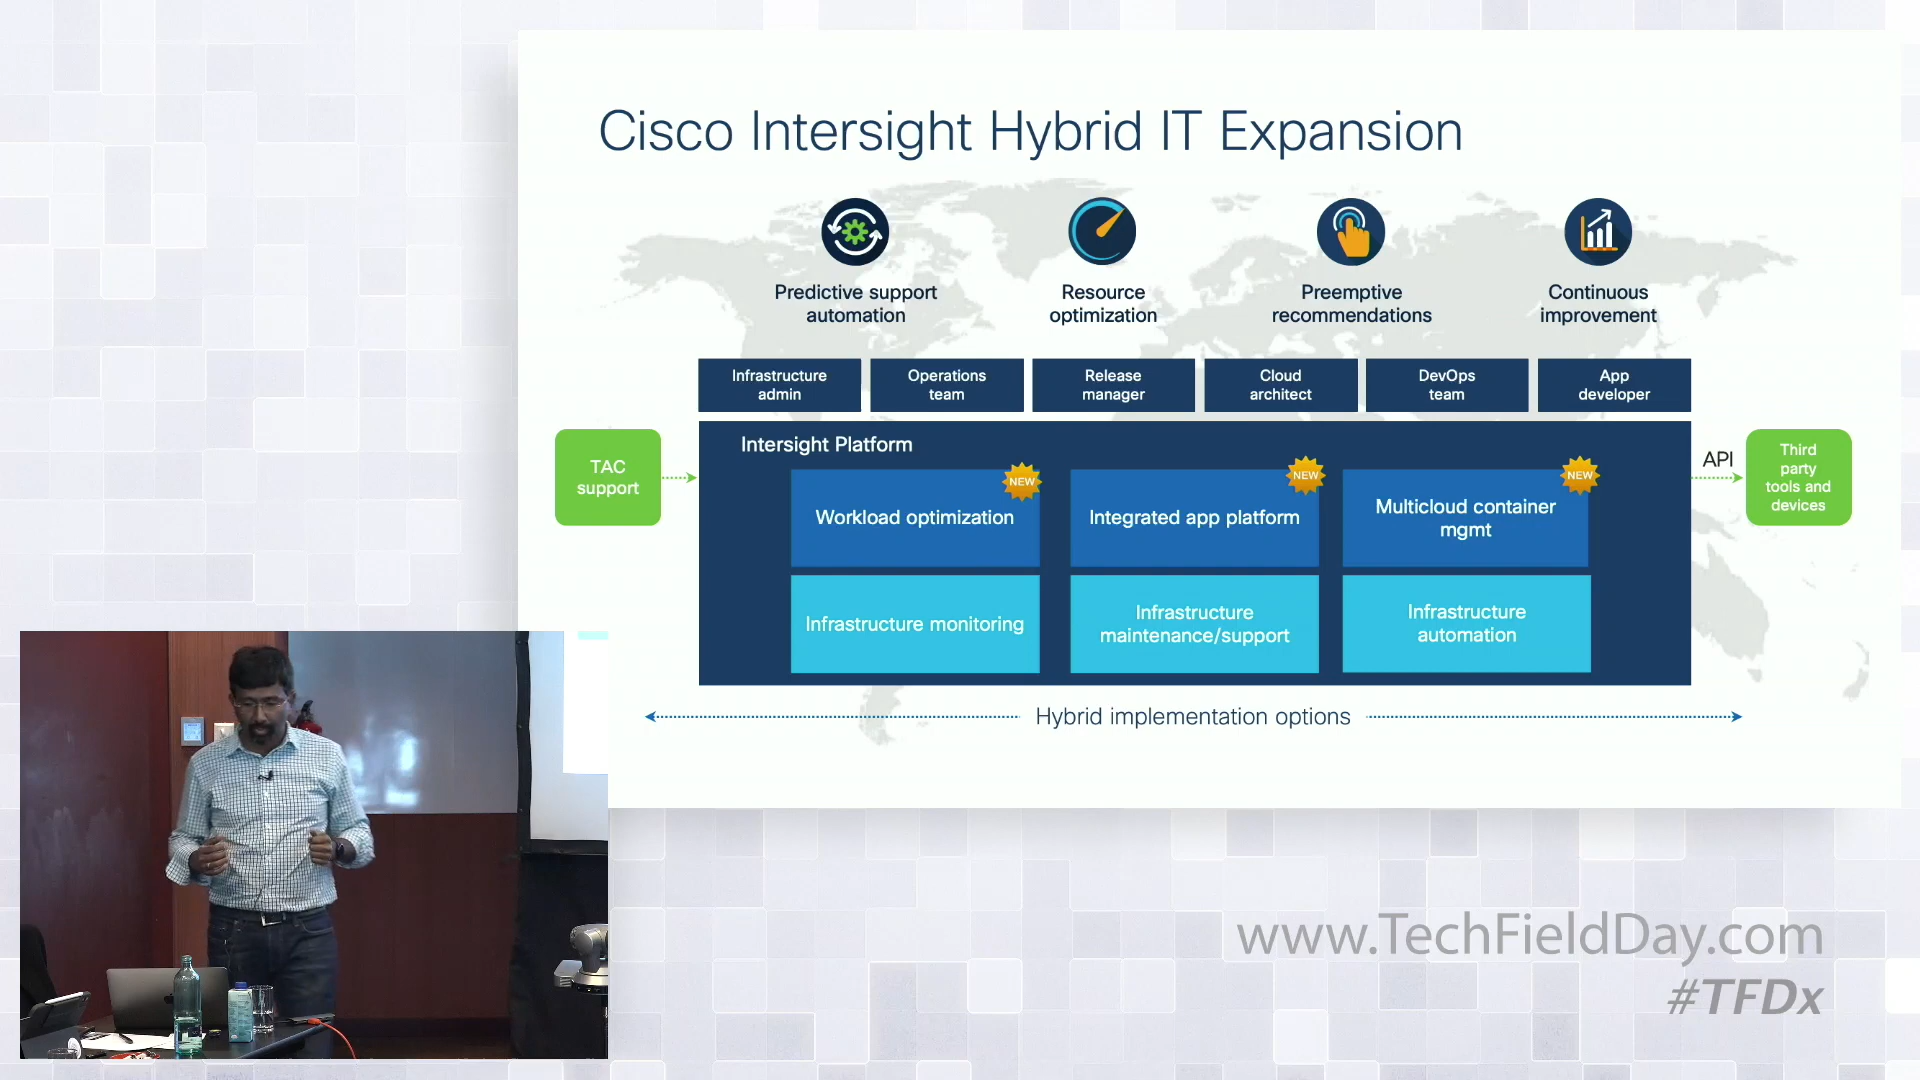 Cisco Intersight Hybrid IT Expansion
Predictive support
automation
Resource
optimization
Preemptive
recommendations
Continuous
improvement
Infrastructure
admin
Operations
team
Release
manager
Cloud
architect
DevOps
team
App
developer
TAC
support
Intersight Platform
API
Third
party
tools and
devices
NEW
Workload optimization
NEW
Integrated app platform
NEW
Multicloud container
mgmt
Infrastructure monitoring
Infrastructure
maintenance/support
Infrastructure
automation
Hybrid implementation options
www.TechFieldDay.com
#TFDx